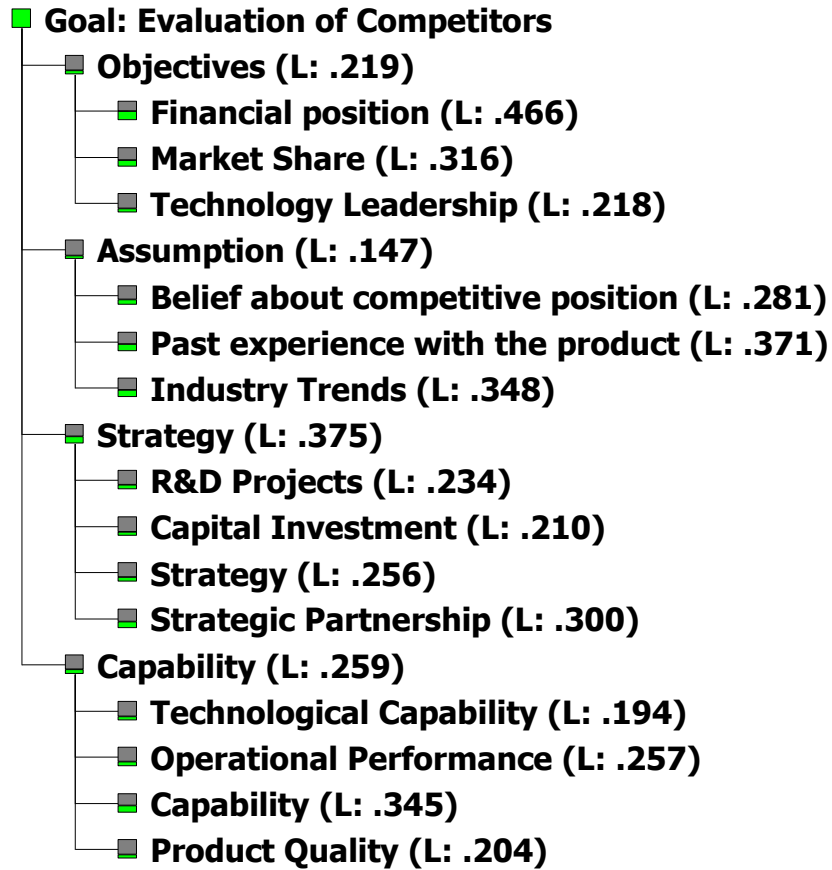 Goal: Evaluation of Competitors
Objectives (L: .219)
Financial position (L: .466)
Market Share (L: .316)
Technology Leadership (L: .218)
Assumption (L: .147)
Belief about competitive position (L: .281)
Past experience with the product (L: .371)
Industry Trends (L: .348)
Strategy (L: .375)
R&D Projects (L: .234)
Capital Investment (L: .210)
Strategy (L: .256)
Strategic Partnership (L: .300)
Capability (L: .259)
Technological Capability (L: .194)
Operational Performance (L: .257)
Capability (L: .345)
Product Quality (L: .204)